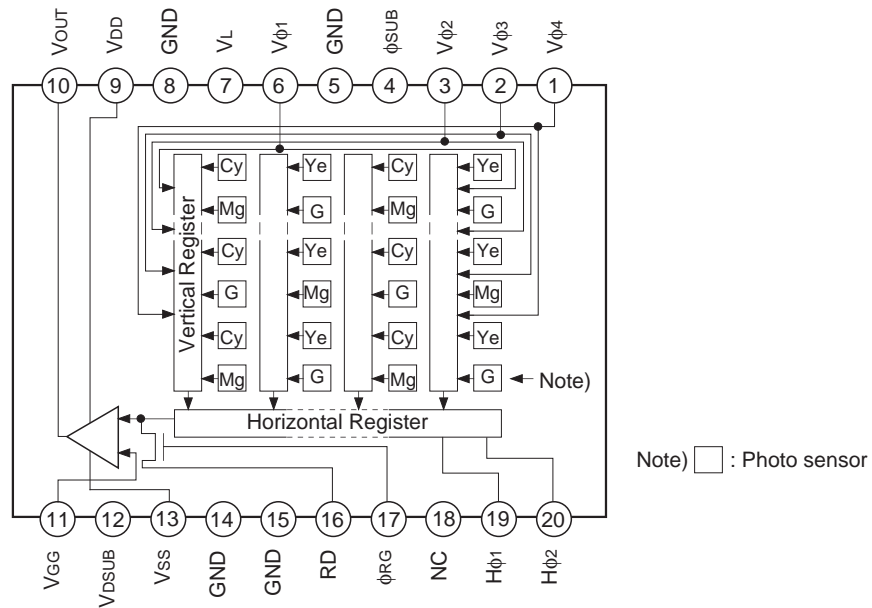 VOUT VDD GND VL Vϕ1 GND ϕSUB Vϕ2 Vϕ3 Vϕ4
10 9 8 7 6 5 4 3 2 1
Cy Ye Cy Ye
Mg G Mg G
Cy Ye Cy Ye
G Mg G Mg
Cy Ye Cy Ye
Mg G Mg G
Vertical Register
Note)
Horizontal Register
Note) : Photo sensor
11 12 13 14 15 16 17 18 19 20
VGG VDSUB VSS GND GND RD ϕRG NC Hϕ1 Hϕ2